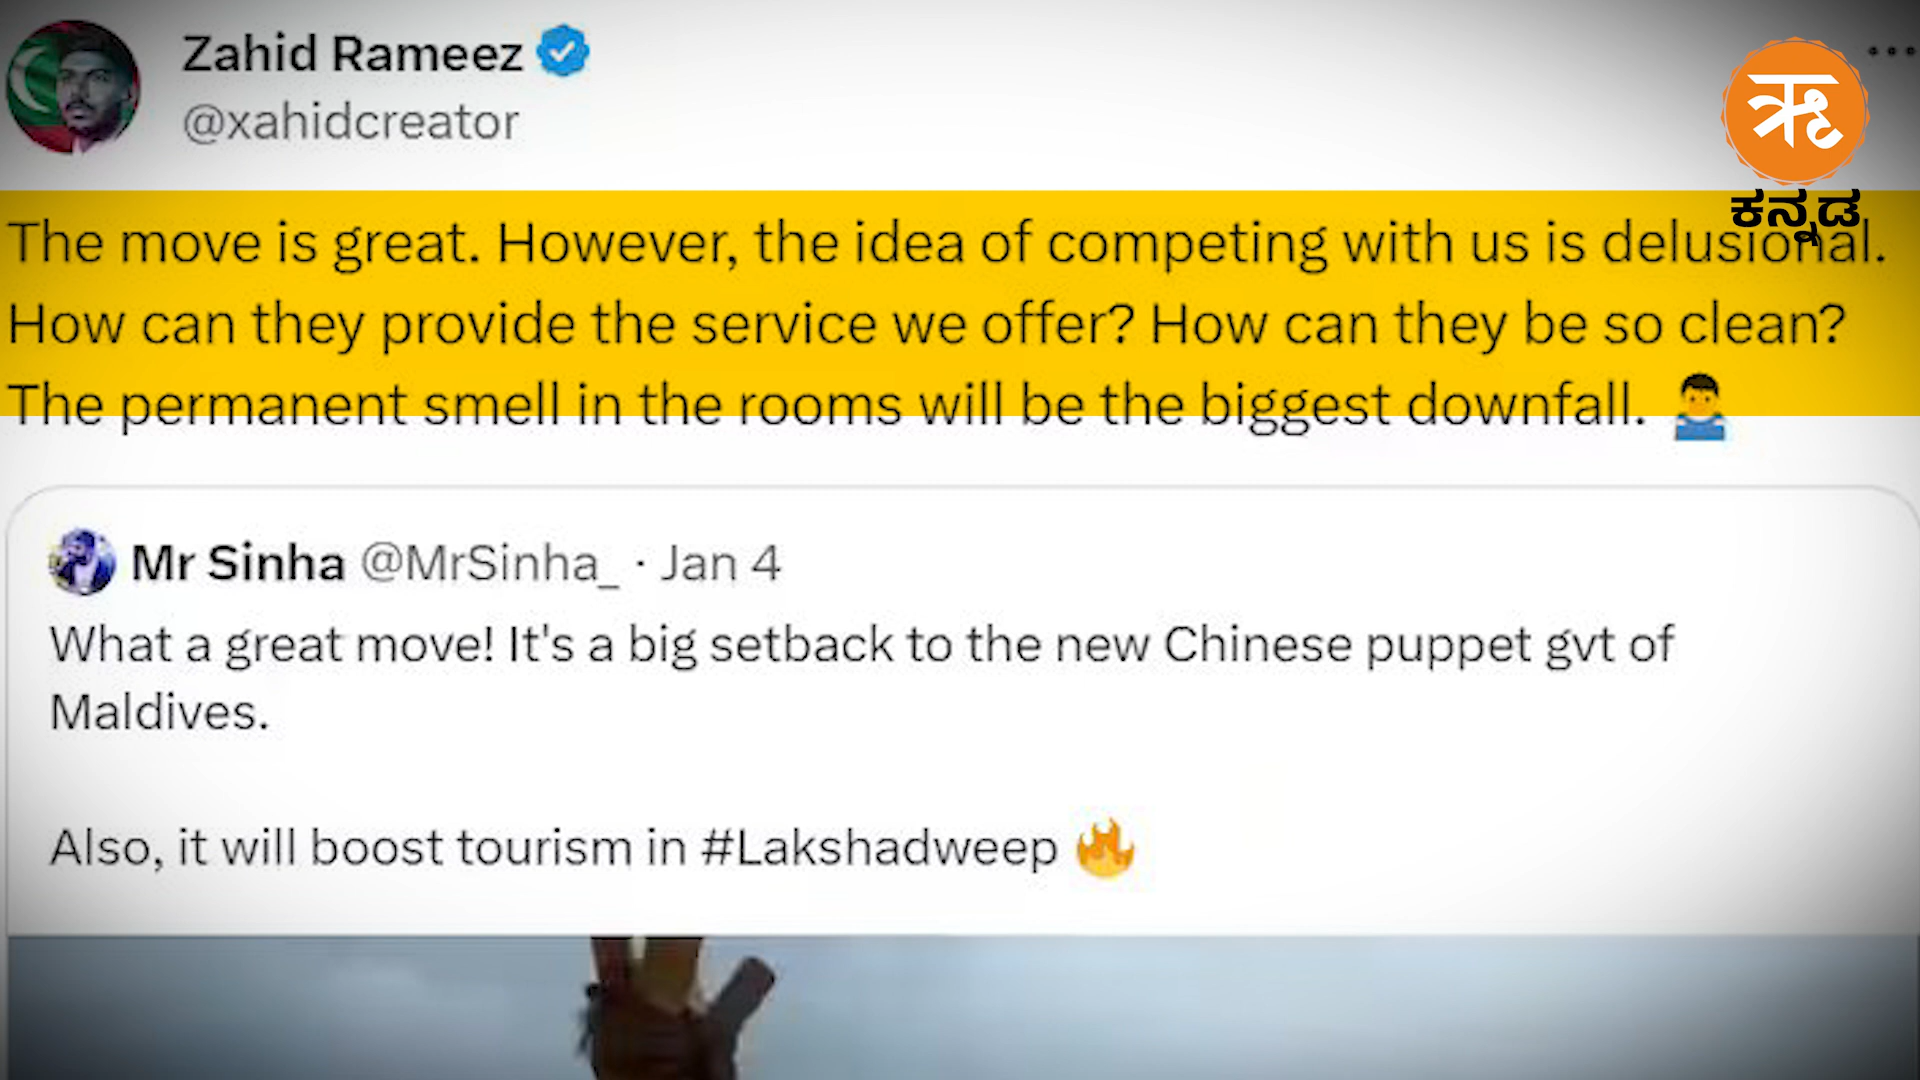 Zahid Rameez
@xahidcreator
ऋ
ಕನ್ನಡ
The move is great. However, the idea of competing with us is delusional.
How can they provide the service we offer? How can they be so clean?
The permanent smell in the rooms will be the biggest downfall. 🤷‍♂️
Mr Sinha @MrSinha_ · Jan 4
What a great move! It's a big setback to the new Chinese puppet gvt of
Maldives.
Also, it will boost tourism in #Lakshadweep 🔥